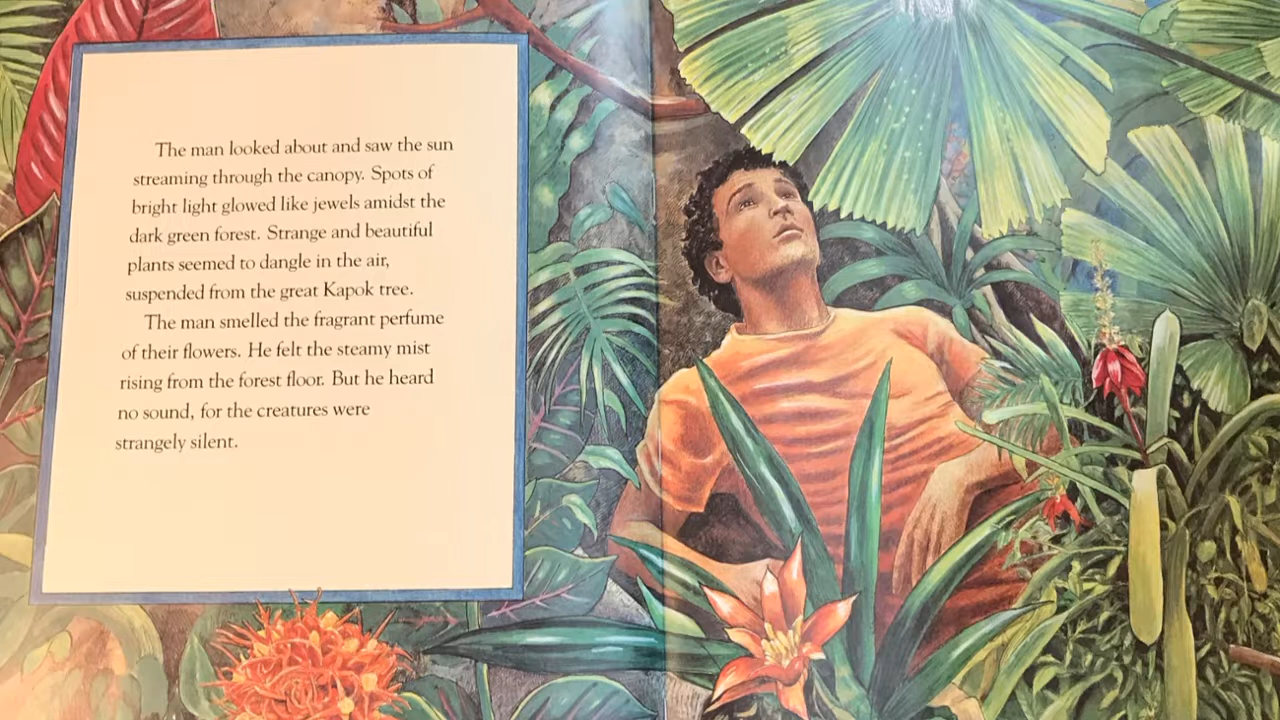 The man looked about and saw the sun
streaming through the canopy. Spots of
bright light glowed like jewels amidst the
dark green forest. Strange and beautiful
plants seemed to dangle in the air,
suspended from the great Kapok tree.
The man smelled the fragrant perfume
of their flowers. He felt the steamy mist
rising from the forest floor. But he heard
no sound, for the creatures were
strangely silent.